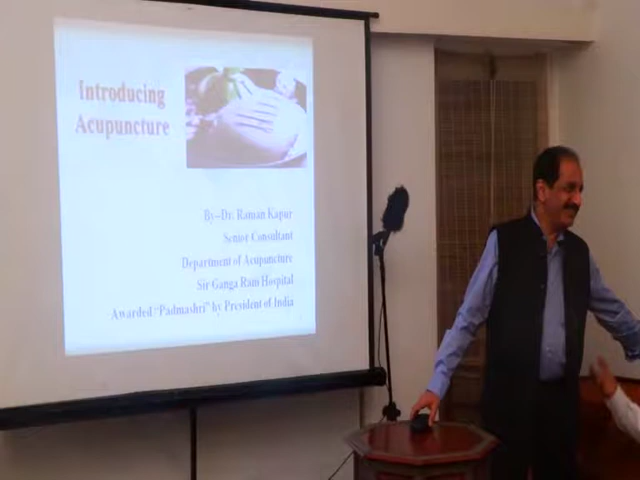 Introducing
Acupuncture
By-Dr. Raman Kapur
Senior Consultant
Department of Acupuncture
Sir Ganga Ram Hospital
Awarded "Padmashri" by President of India